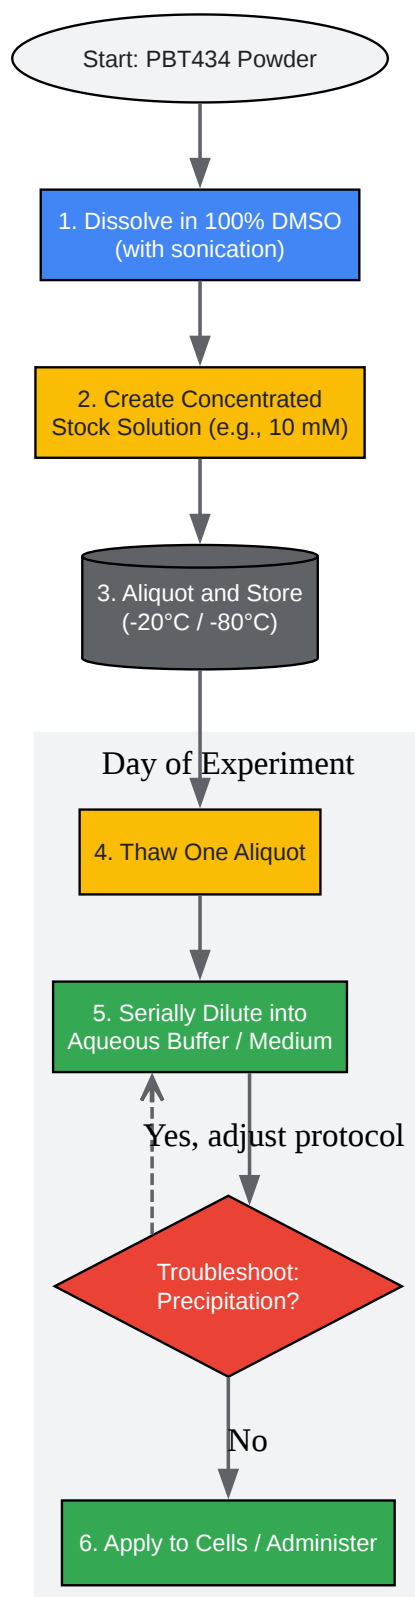 Start: PBT434 Powder
1. Dissolve in 100% DMSO
(with sonication)
2. Create Concentrated
Stock Solution (e.g., 10 mM)
3. Aliquot and Store
(-20°C / -80°C)
Day of Experiment
4. Thaw One Aliquot
5. Serially Dilute into
Aqueous Buffer / Medium
Yes, adjust protocol
Troubleshoot:
Precipitation?
No
6. Apply to Cells / Administer